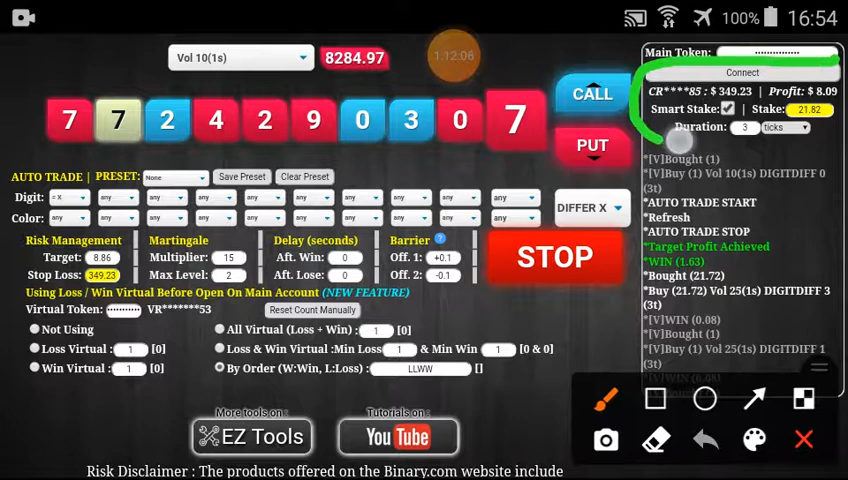 100% 16:54
Vol 10(1s) 8284.97 1:12:06
7 7 2 4 2 9 0 3 0 7
CALL
PUT
AUTO TRADE | PRESET: None Save Preset Clear Preset
Digit: = X any any any any any any any any any
Color: any any any any any any any any any any
DIFFER X
Risk Management Martingale Delay (seconds) Barrier ?
Target: 8.86 Multiplier: 15 Aft. Win: 0 Off. 1: +0.1
Stop Loss: 349.23 Max Level: 2 Aft. Loss: 0 Off. 2: -0.1
STOP
Using Loss / Win Virtual Before Open On Main Account (NEW FEATURE)
Virtual Token: •••••••••• VR*******53 Reset Count Manually
Not Using All Virtual (Loss + Win) : 1 [0]
Loss Virtual : 1 [0] Loss & Win Virtual :Min Loss 1 & Min Win 1 [0 & 0]
Win Virtual : 1 [0] By Order (W:Win, L:Loss) : LLWW []
More tools on : Tutorials on :
EZ Tools YouTube
Risk Disclaimer : The products offered on the Binary.com website include
Main Token: •••••••••••••••
Connect
CR****85 : $ 349.23 | Profit: $ 8.09
Smart Stake: Stake: 21.82
Duration: 3 ticks
*[V]Bought (1)
*[V]Buy (1) Vol 10(1s) DIGITDIFF 0
(3t)
*AUTO TRADE START
*Refresh
*AUTO TRADE STOP
*Target Profit Achieved
*WIN (1.63)
*Bought (21.72)
*Buy (21.72) Vol 25(1s) DIGITDIFF 3
(3t)
*[V]WIN (0.08)
*[V]Bought (1)
*[V]Buy (1) Vol 25(1s) DIGITDIFF 1
(3t)
*[V]WIN (0.08)